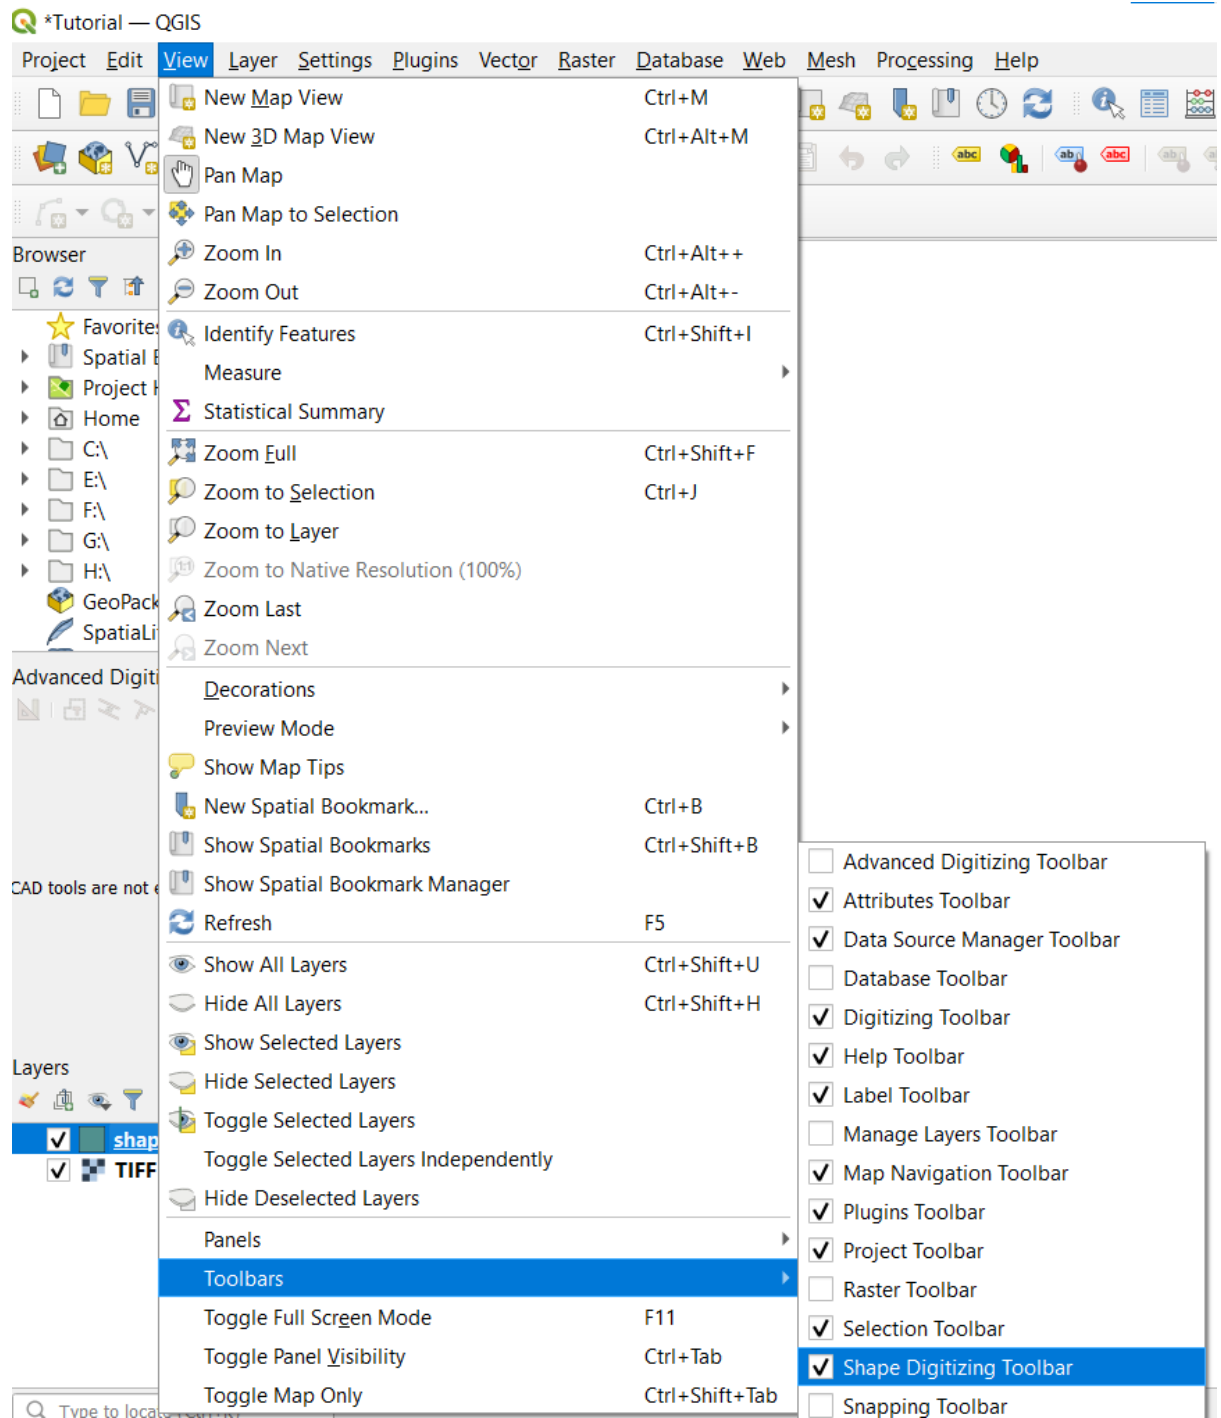 *Tutorial — QGIS
Project Edit View Layer Settings Plugins Vector Raster Database Web Mesh Processing Help
New Map View Ctrl+M
New 3D Map View Ctrl+Alt+M
Pan Map
abc ab abc
Pan Map to Selection
Browser
Zoom In Ctrl+Alt++
Zoom Out Ctrl+Alt+-
Favorites
Identify Features Ctrl+Shift+I
Spatial
Measure
Project
Statistical Summary
Home
C:\
Zoom Full Ctrl+Shift+F
E:\
Zoom to Selection Ctrl+J
F:\
Zoom to Layer
G:\
Zoom to Native Resolution (100%)
H:\
GeoPack
Zoom Last
SpatiaLi
Zoom Next
Advanced Digiti
Decorations
Preview Mode
Show Map Tips
New Spatial Bookmark... Ctrl+B
Show Spatial Bookmarks Ctrl+Shift+B
CAD tools are not
Show Spatial Bookmark Manager
Refresh F5
Show All Layers Ctrl+Shift+U
Hide All Layers Ctrl+Shift+H
Show Selected Layers
Layers
Hide Selected Layers
Toggle Selected Layers
shap
Toggle Selected Layers Independently
TIFF
Hide Deselected Layers
Panels
Toolbars
Toggle Full Screen Mode F11
Toggle Panel Visibility Ctrl+Tab
Toggle Map Only Ctrl+Shift+Tab
Advanced Digitizing Toolbar
Attributes Toolbar
Data Source Manager Toolbar
Database Toolbar
Digitizing Toolbar
Help Toolbar
Label Toolbar
Manage Layers Toolbar
Map Navigation Toolbar
Plugins Toolbar
Project Toolbar
Raster Toolbar
Selection Toolbar
Shape Digitizing Toolbar
Snapping Toolbar
Type to locate (Ctrl+K)